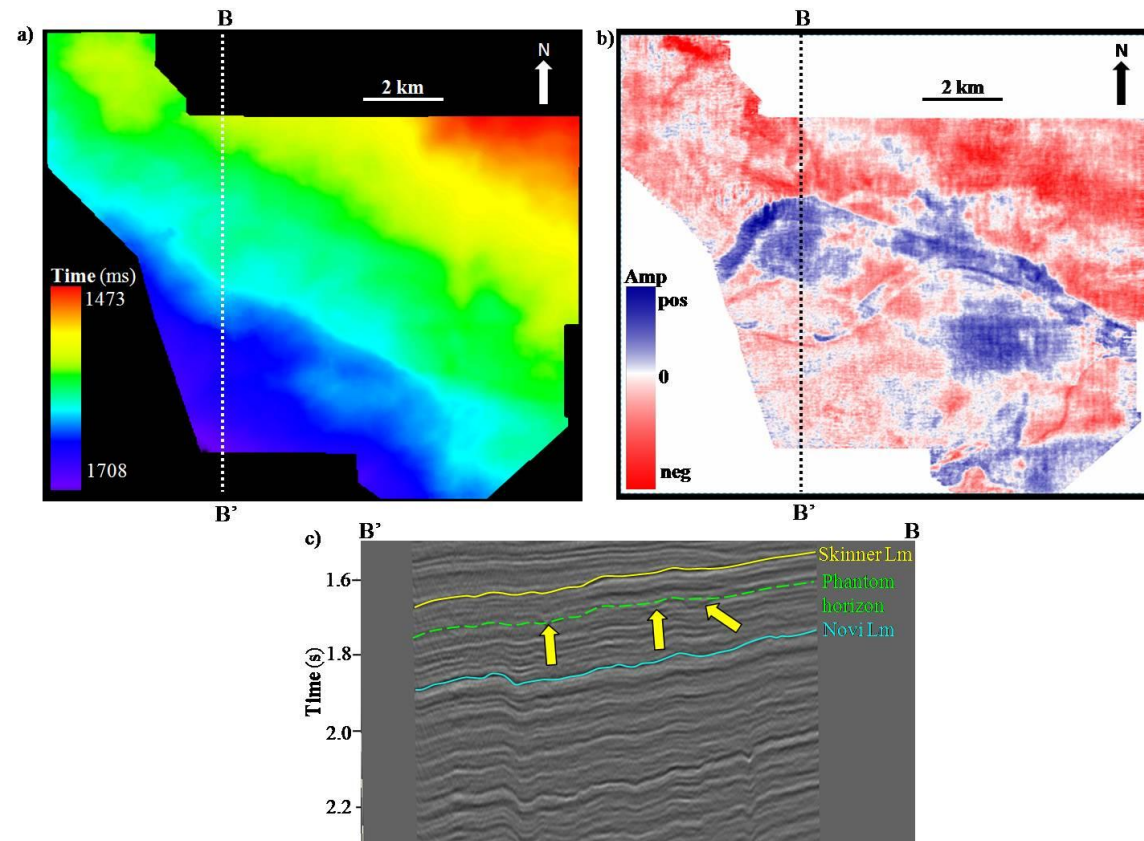 B
B
a)
b)
N
N
2 km
2 km
Time (ms)
1473
1708
Amp
pos
0
neg
B'
B'
c)
B'
B
Skinner Lm
Phantom
horizon
Novi Lm
Time (s)
1.6
1.8
2.0
2.2